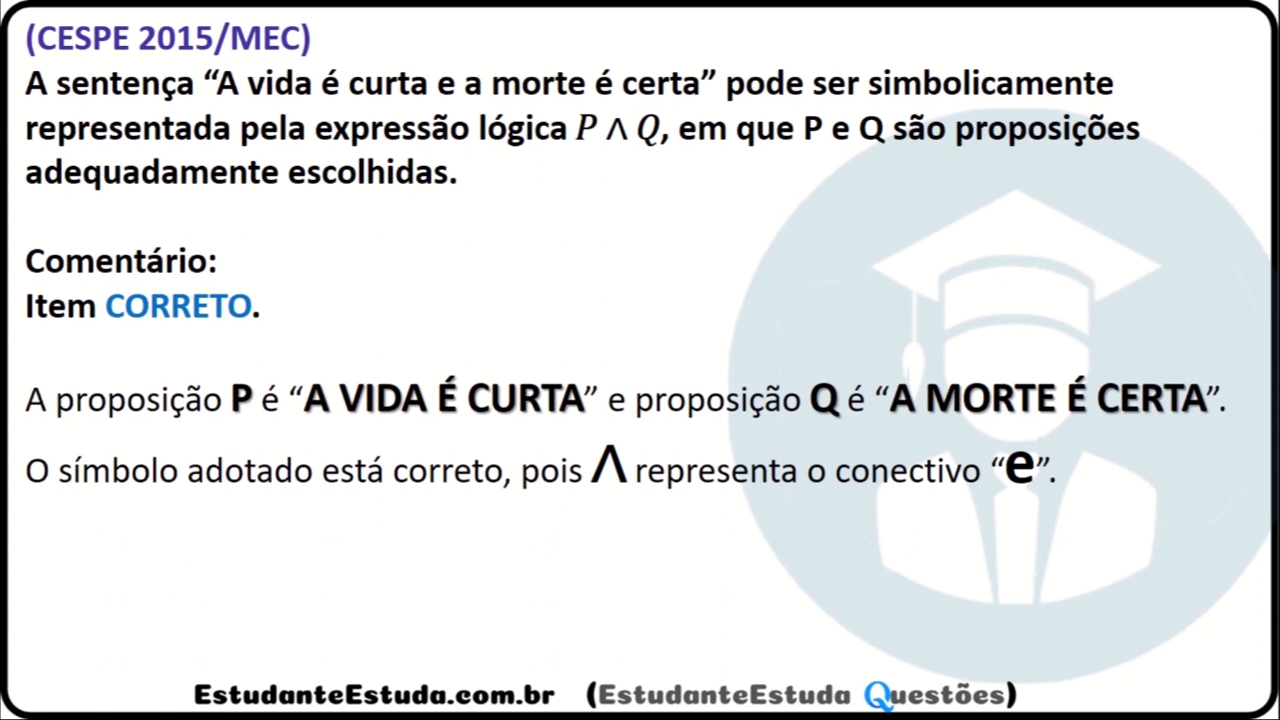 (CESPE 2015/MEC)
A sentença “A vida é curta e a morte é certa” pode ser simbolicamente
representada pela expressão lógica P ∧ Q, em que P e Q são proposições
adequadamente escolhidas.
Comentário:
Item CORRETO.
A proposição P é “A VIDA É CURTA” e proposição Q é “A MORTE É CERTA”.
O símbolo adotado está correto, pois Λ representa o conectivo “e”.
EstudanteEstuda.com.br (EstudanteEstuda Questões)